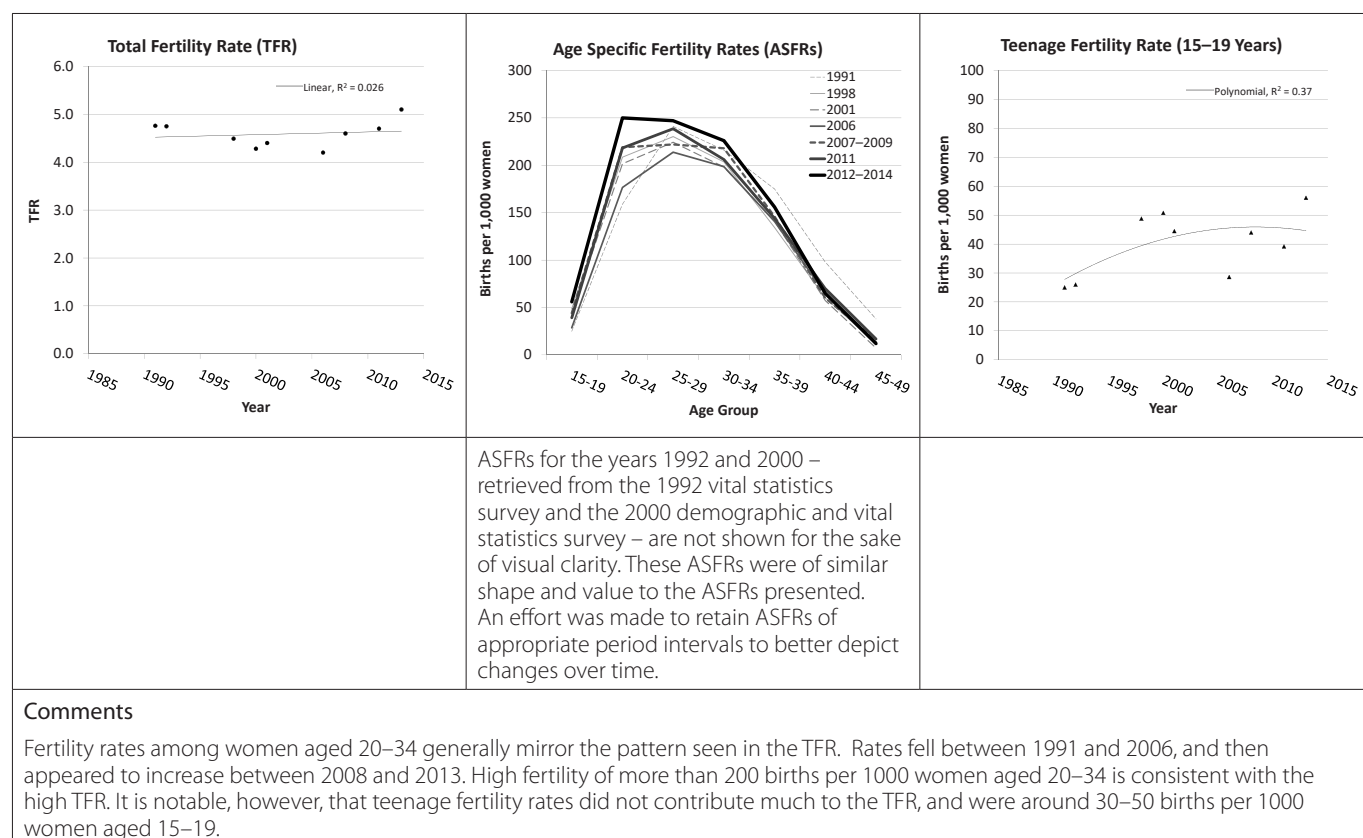 Total Fertility Rate (TFR)
6.0
5.0
4.0
3.0
2.0
1.0
0.0
TFR
Linear, R² = 0.026
1985
1990
1995
2000
2005
2010
2015
Year
Age Specific Fertility Rates (ASFRs)
300
250
200
150
100
50
0
Births per 1,000 women
1991
1998
2001
2006
2007–2009
2011
2012–2014
15-19
20-24
25-29
30-34
35-39
40-44
45-49
Age Group
Teenage Fertility Rate (15–19 Years)
100
90
80
70
60
50
40
30
20
10
0
Births per 1,000 women
Polynomial, R² = 0.37
1985
1990
1995
2000
2005
2010
2015
Year
ASFRs for the years 1992 and 2000 –
retrieved from the 1992 vital statistics
survey and the 2000 demographic and vital
statistics survey – are not shown for the sake
of visual clarity. These ASFRs were of similar
shape and value to the ASFRs presented.
An effort was made to retain ASFRs of
appropriate period intervals to better depict
changes over time.
Comments
Fertility rates among women aged 20–34 generally mirror the pattern seen in the TFR. Rates fell between 1991 and 2006, and then
appeared to increase between 2008 and 2013. High fertility of more than 200 births per 1000 women aged 20–34 is consistent with the
high TFR. It is notable, however, that teenage fertility rates did not contribute much to the TFR, and were around 30–50 births per 1000
women aged 15–19.